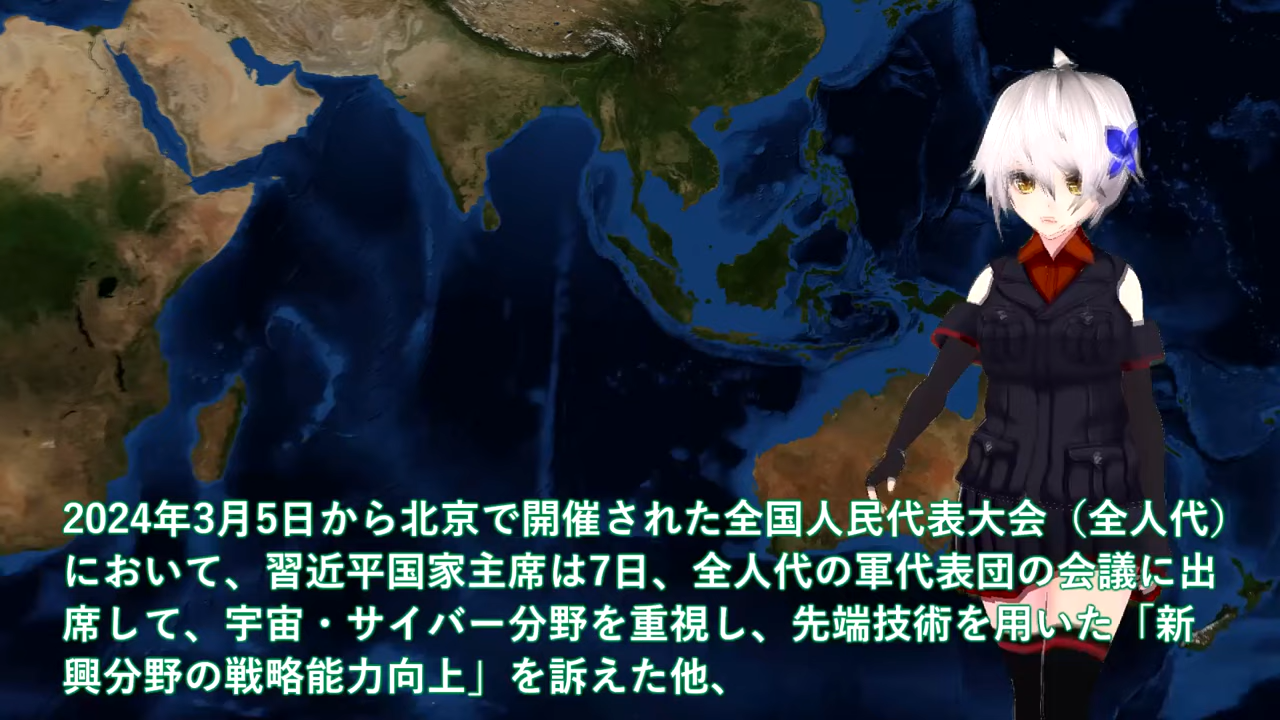 2024年3月5日から北京で開催された全国人民代表大会（全人代）
において、習近平国家主席は7日、全人代の軍代表団の会議に出
席して、宇宙・サイバー分野を重視し、先端技術を用いた「新
興分野の戦略能力向上」を訴えた他、